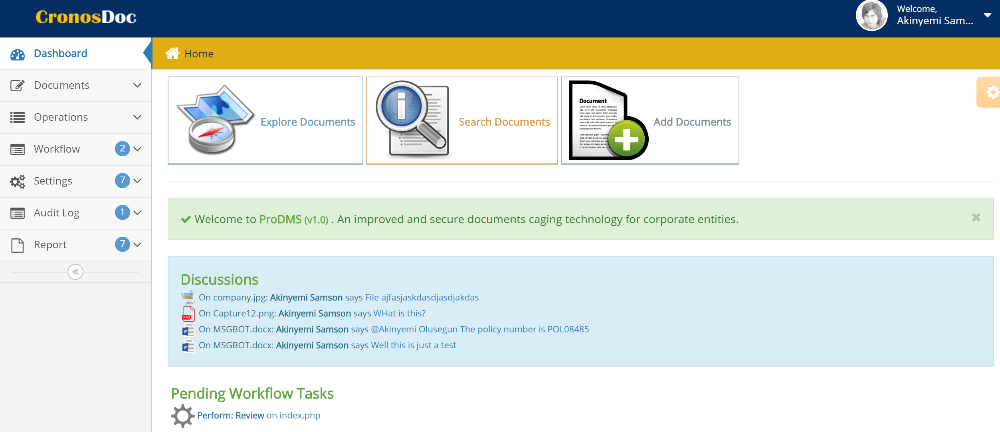 CronosDoc
Welcome,
Akinyemi Sam...
Dashboard
Home
Documents
Operations
Workflow 2
Settings 7
Audit Log 1
Report 7
Explore Documents
Search Documents
Document
Add Documents
Welcome to ProDMS (v1.0) . An improved and secure documents caging technology for corporate entities.
Discussions
.JPG On company.jpg: Akinyemi Samson says File ajfasjaskdasdjasdjakdas
PNG On Capture12.png: Akinyemi Samson says WHat is this?
W On MSGBOT.docx: Akinyemi Samson says @Akinyemi Olusegun The policy number is POL08485
W On MSGBOT.docx: Akinyemi Samson says Well this is just a test
Pending Workflow Tasks
Perform: Review on index.php